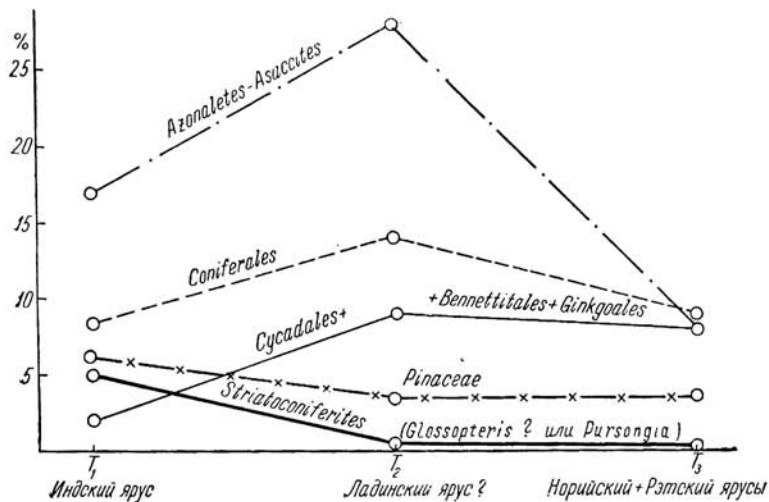 %
25
20
15
10
5
Azonaletes-Asaccites
Coniferales
Cycadales+
+Bennettitales+Ginkgoales
Pinaceae
Striatoconiferites
(Glossopteris? или Pursongia)
T₁
T₂
T₃
Индский ярус
Ладинский ярус?
Норийский+Рэтский ярусы